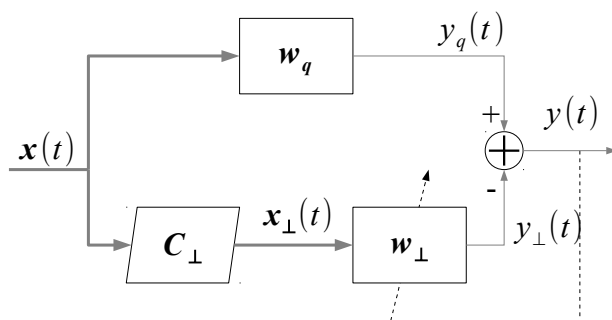 x(t)
w_q
y_q(t)
+
y(t)
-
C_⊥
x_⊥(t)
w_⊥
y_⊥(t)